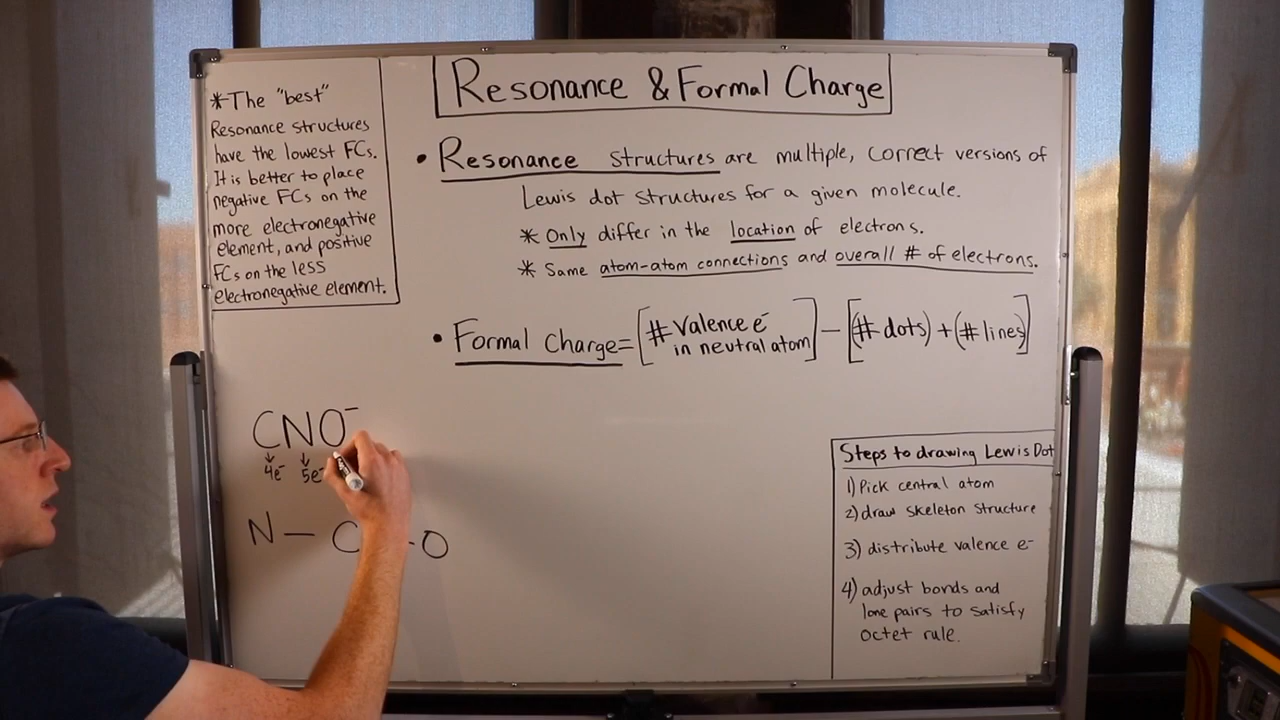 *The "best"
Resonance structures
have the lowest FCs.
It is better to place
negative FCs on the
more electronegative
element, and positive
FCs on the less
electronegative element.
Resonance & Formal Charge
• Resonance structures are multiple, correct versions of
Lewis dot structures for a given molecule.
* Only differ in the location of electrons.
* Same atom-atom connections and overall # of electrons.
• Formal Charge = [# valence e⁻ in neutral atom] − [(# dots) + (# lines)]
CNO⁻
4e⁻ 5e⁻
N — C - O
Steps to drawing Lewis Dot
1) Pick central atom
2) draw skeleton structure
3) distribute valence e⁻
4) adjust bonds and
lone pairs to satisfy
octet rule.